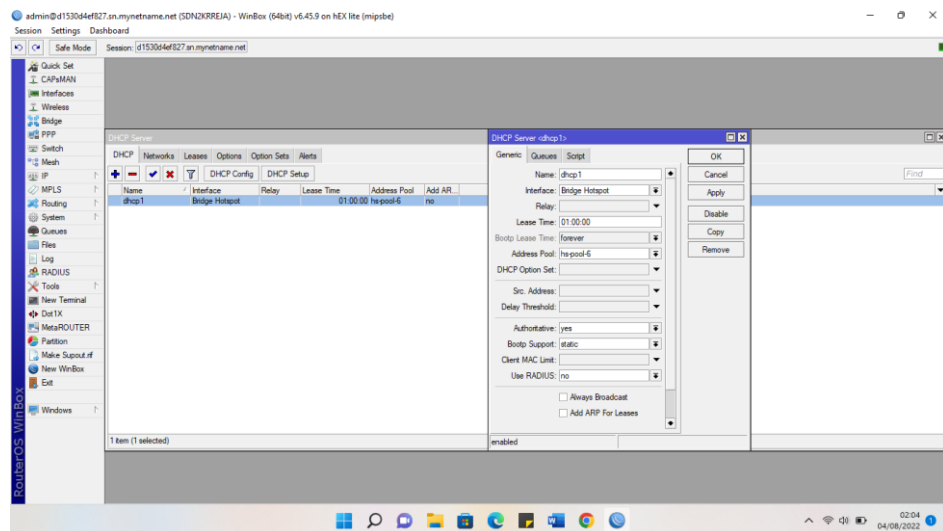 admin@d1530d4ef827.sn.mynetname.net (SDN2KRREJA) - WinBox (64bit) v6.45.9 on hEX lite (mipsbe)
Session Settings Dashboard
Safe Mode Session: d1530d4ef827.sn.mynetname.net
Quick Set
CAPsMAN
Interfaces
Wireless
Bridge
PPP
Switch
Mesh
IP
MPLS
Routing
System
Queues
Files
Log
RADIUS
Tools
New Terminal
Dot1X
MetaROUTER
Partition
Make Supout.rif
New WinBox
Exit
Windows
RouterOS WinBox
DHCP Server
DHCP Networks Leases Options Option Sets Alerts
DHCP Config DHCP Setup
Name Interface Relay Lease Time Address Pool Add AR...
dhcp1 Bridge Hotspot 01:00:00 hs-pool-6 no
1 item (1 selected)
DHCP Server <dhcp1>
Generic Queues Script
Name: dhcp1
Interface: Bridge Hotspot
Relay:
Lease Time: 01:00:00
Bootp Lease Time: forever
Address Pool: hs-pool-6
DHCP Option Set:
Src. Address:
Delay Threshold:
Authoritative: yes
Bootp Support: static
Client MAC Limit:
Use RADIUS: no
Always Broadcast
Add ARP For Leases
enabled
OK
Cancel
Apply
Disable
Copy
Remove
Find
02:04
04/08/2022